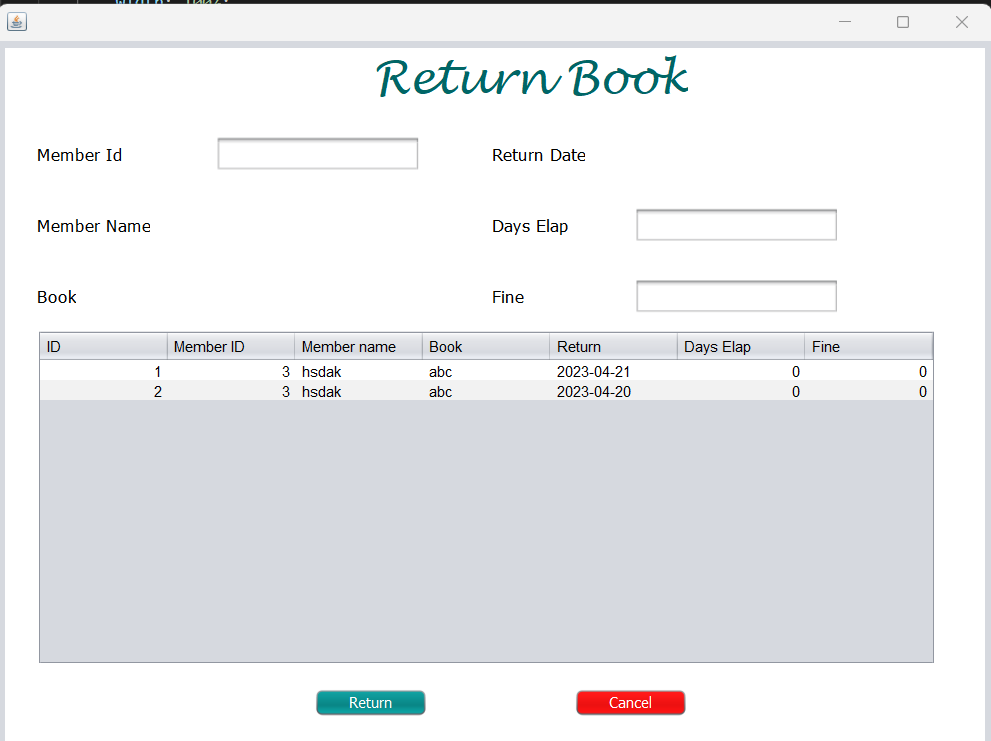 Return Book
Member Id Return Date
Member Name Days Elap
Book Fine
ID Member ID Member name Book Return Days Elap Fine
1 3 hsdak abc 2023-04-21 0 0
2 3 hsdak abc 2023-04-20 0 0
Return Cancel